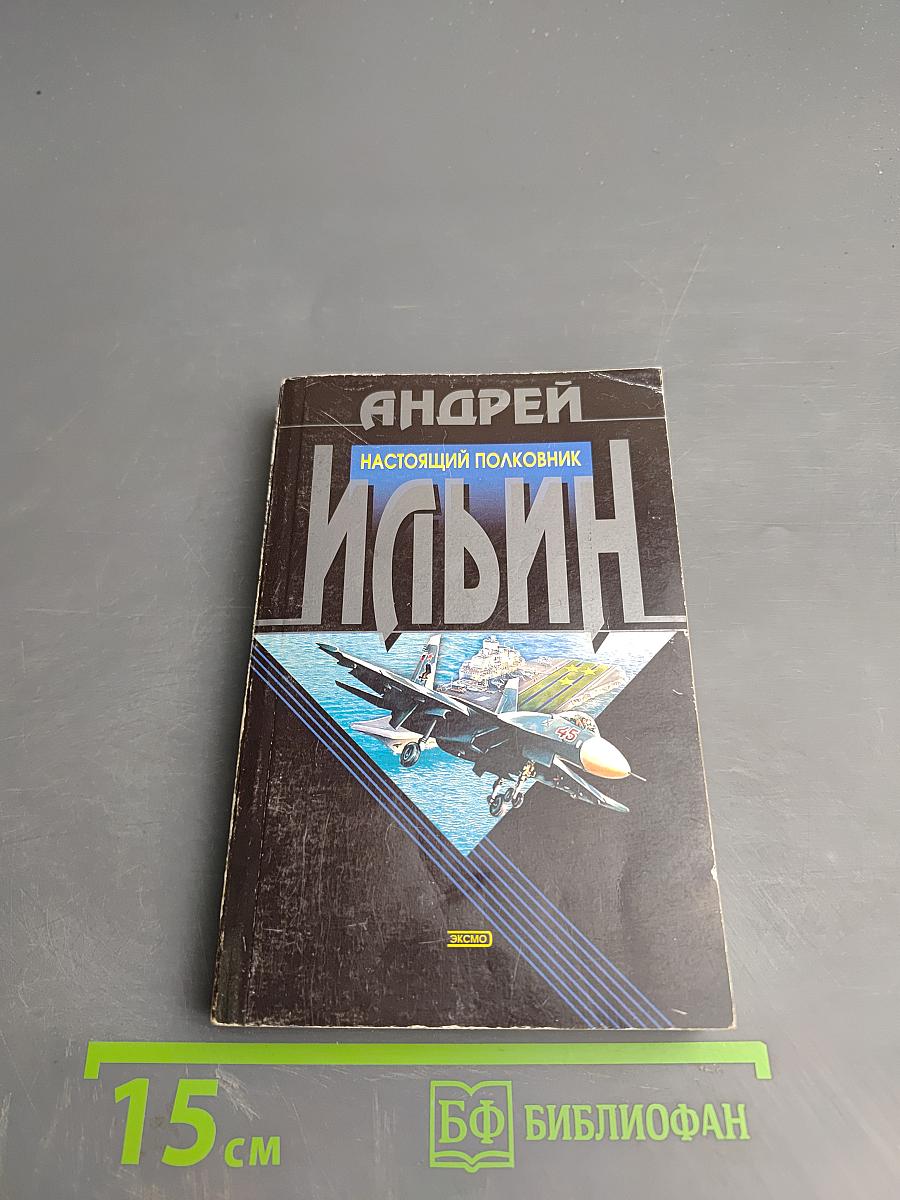 АНДРЕЙ
НАСТОЯЩИЙ ПОЛКОВНИК
ИЛЬИН
45
ЭКСМО
15 см
БФ БИБЛИОФАН